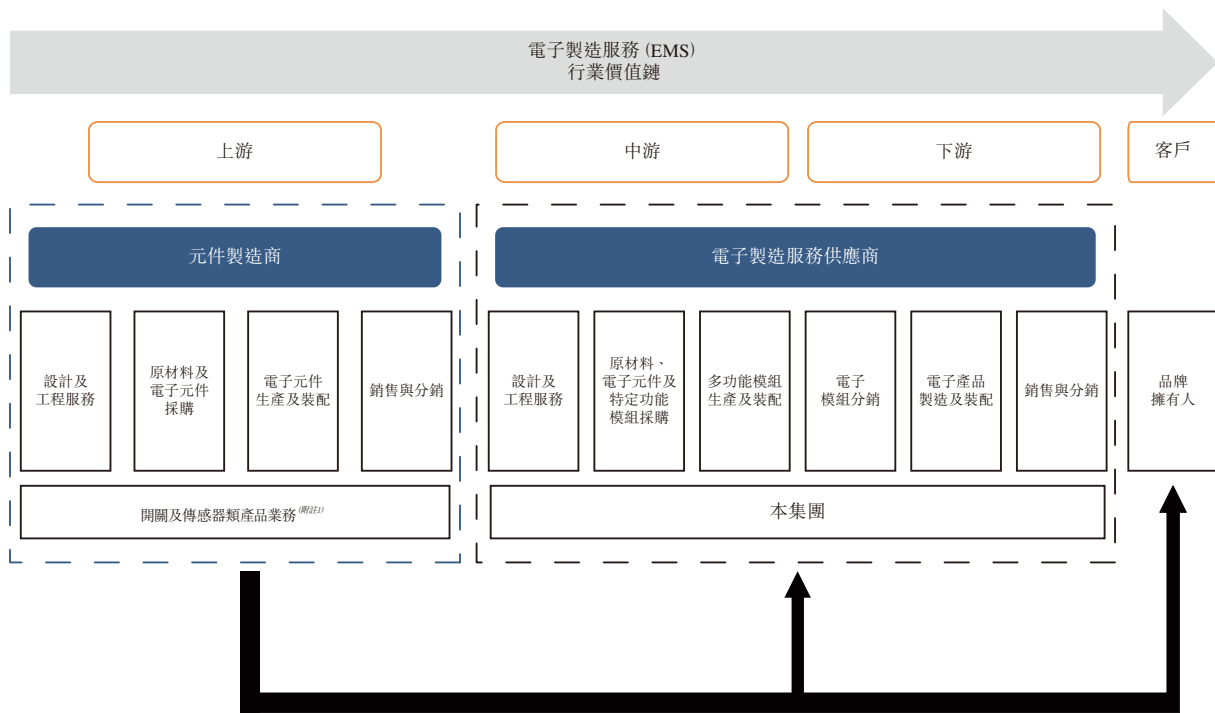 電子製造服務 (EMS)
行業價值鏈
上游
中游
下游
客戶
元件製造商
電子製造服務供應商
設計及
工程服務
原材料及
電子元件
採購
電子元件
生產及裝配
銷售與分銷
設計及
工程服務
原材料、
電子元件及
特定功能
模組採購
多功能模組
生產及裝配
電子
模組分銷
電子產品
製造及裝配
銷售與分銷
品牌
擁有人
開關及傳感器類產品業務(附註1)
本集團